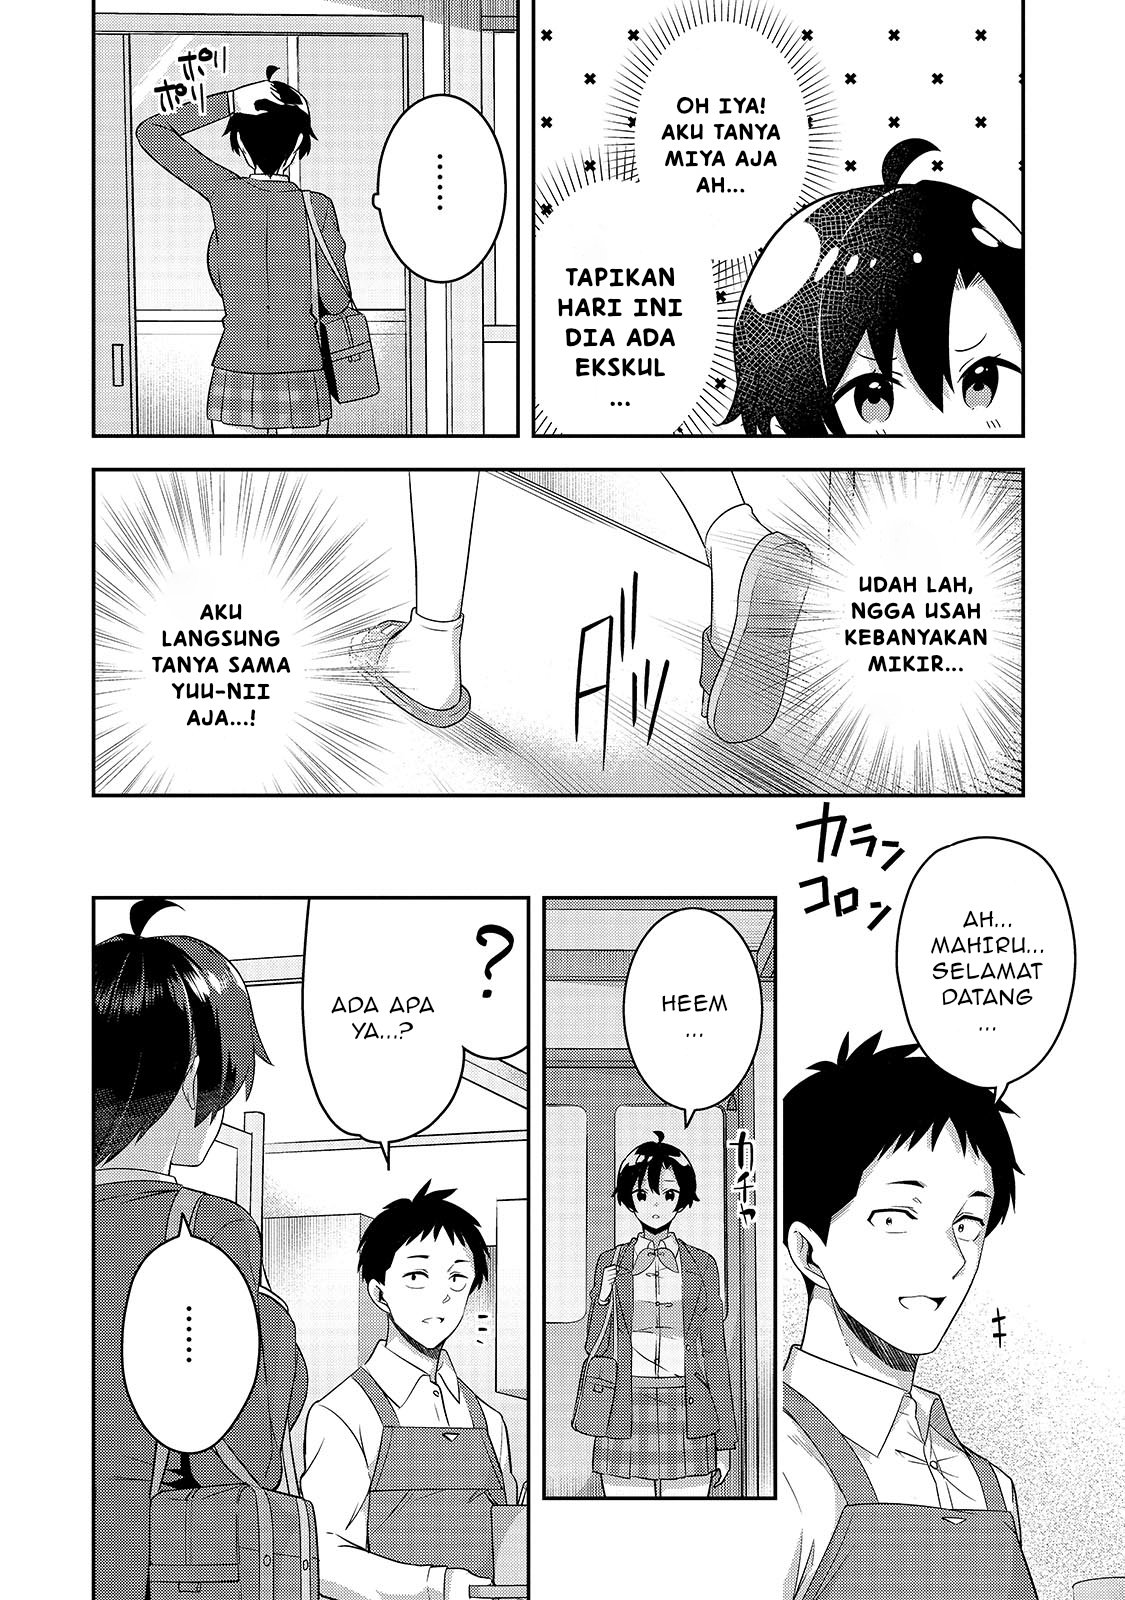 OH IYA!
AKU TANYA
MIYA AJA
AH...
TAPIKAN
HARI INI
DIA ADA
EKSKUL
...
......
ポリ
ポリ
UDAH LAH,
NGGA USAH
KEBANYAKAN
MIKIR...
ダッ
AKU
LANGSUNG
TANYA SAMA
YUU-NII
AJA...!
カラン
コロン
AH...
MAHIRU...
SELAMAT
DATANG
...
HEEM
...
ガチャ
?
ADA APA
YA...?
......